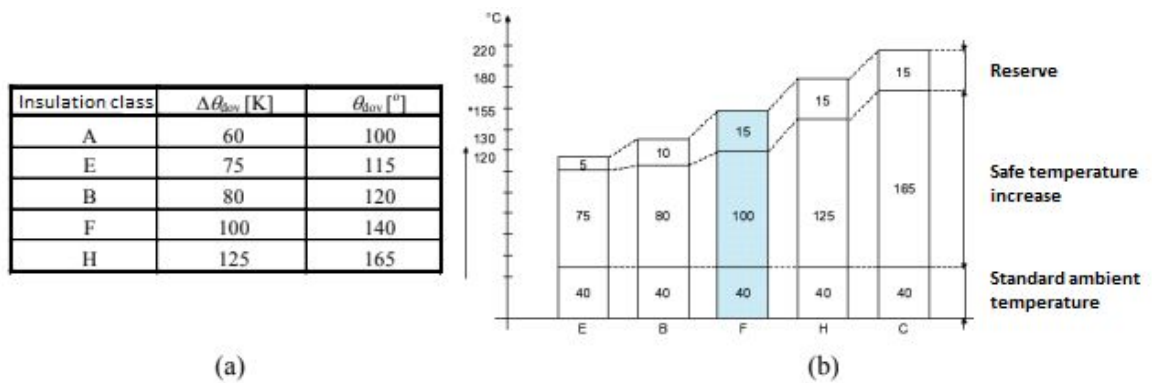 Insulation class Δθdov [K] θdov [o]
A 60 100
E 75 115
B 80 120
F 100 140
H 125 165
(a)
°C
220
180
*155
130
120
15
15
15
10
5
75
80
100
125
165
40
40
40
40
40
E
B
F
H
C
Reserve
Safe temperature
increase
Standard ambient
temperature
(b)